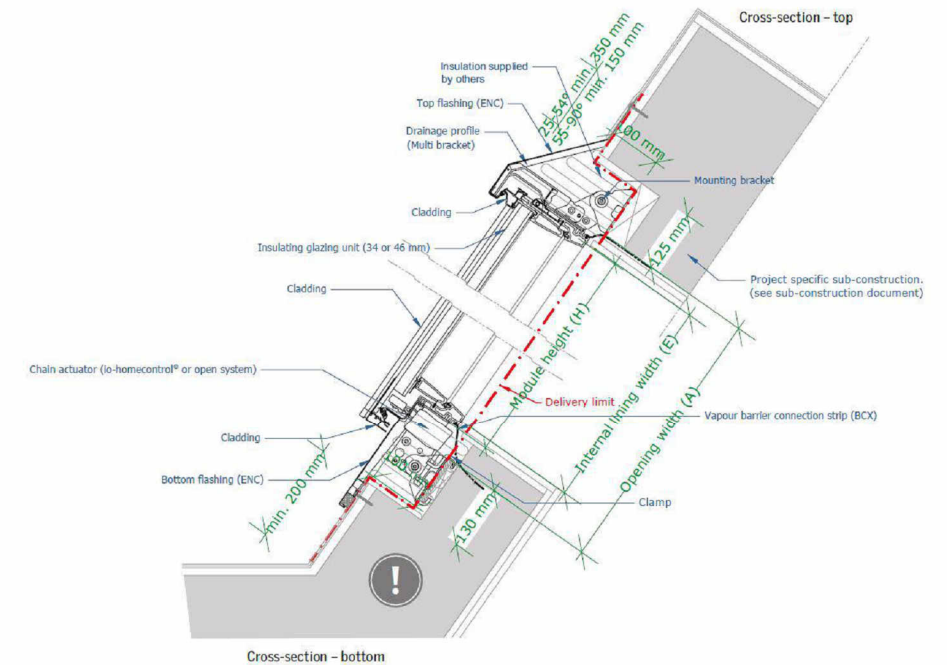 Cross-section – top
Insulation supplied
by others
25-54° min. 350 mm
55-90° min. 150 mm
Top flashing (ENC)
Drainage profile
(Multi bracket)
00 mm
Mounting bracket
Cladding
Insulating glazing unit (34 or 46 mm)
125 mm
Project specific sub-construction.
(see sub-construction document)
Cladding
Module height (H)
Internal lining width (E)
Opening width (A)
Chain actuator (io-homecontrol® or open system)
Delivery limit
Vapour barrier connection strip (BCX)
Cladding
Bottom flashing (ENC)
min. 200 mm
Clamp
130 mm
!
Cross-section – bottom